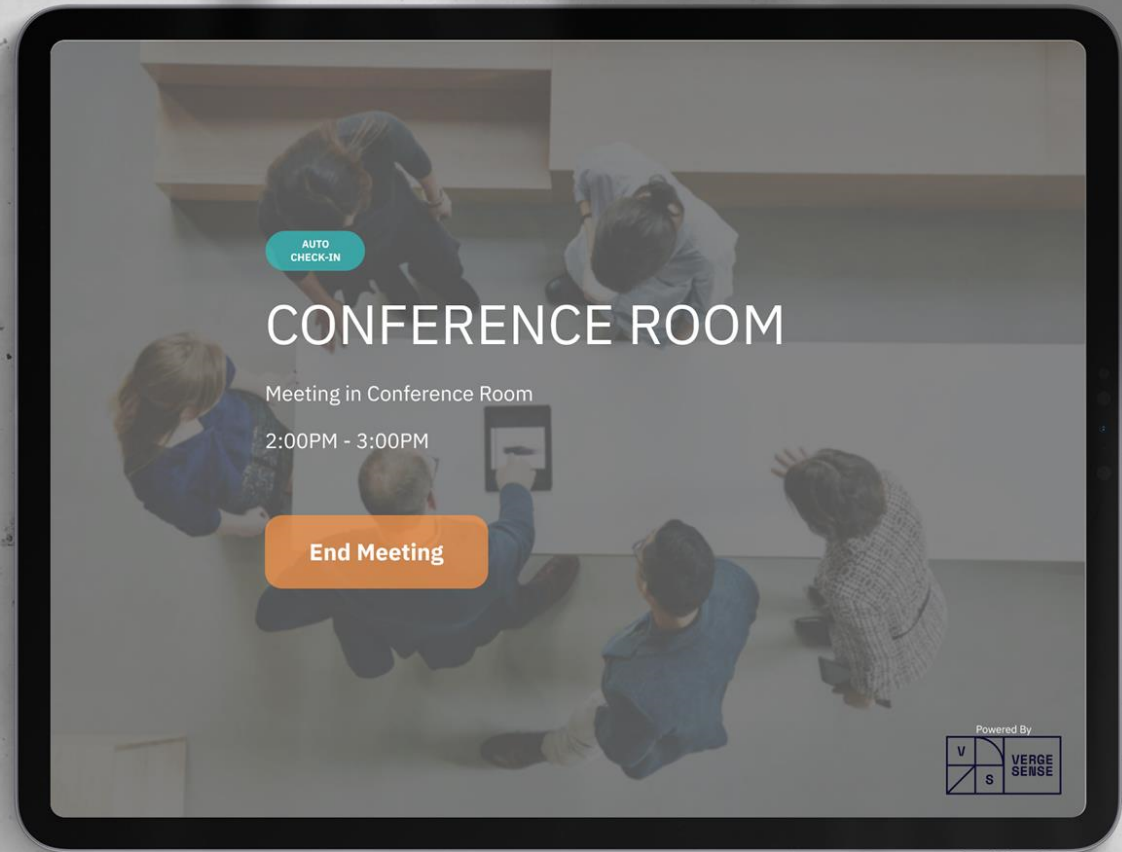 AUTO
CHECK-IN
CONFERENCE ROOM
Meeting in Conference Room
2:00PM - 3:00PM
End Meeting
Powered By
V
S
VERGE
SENSE